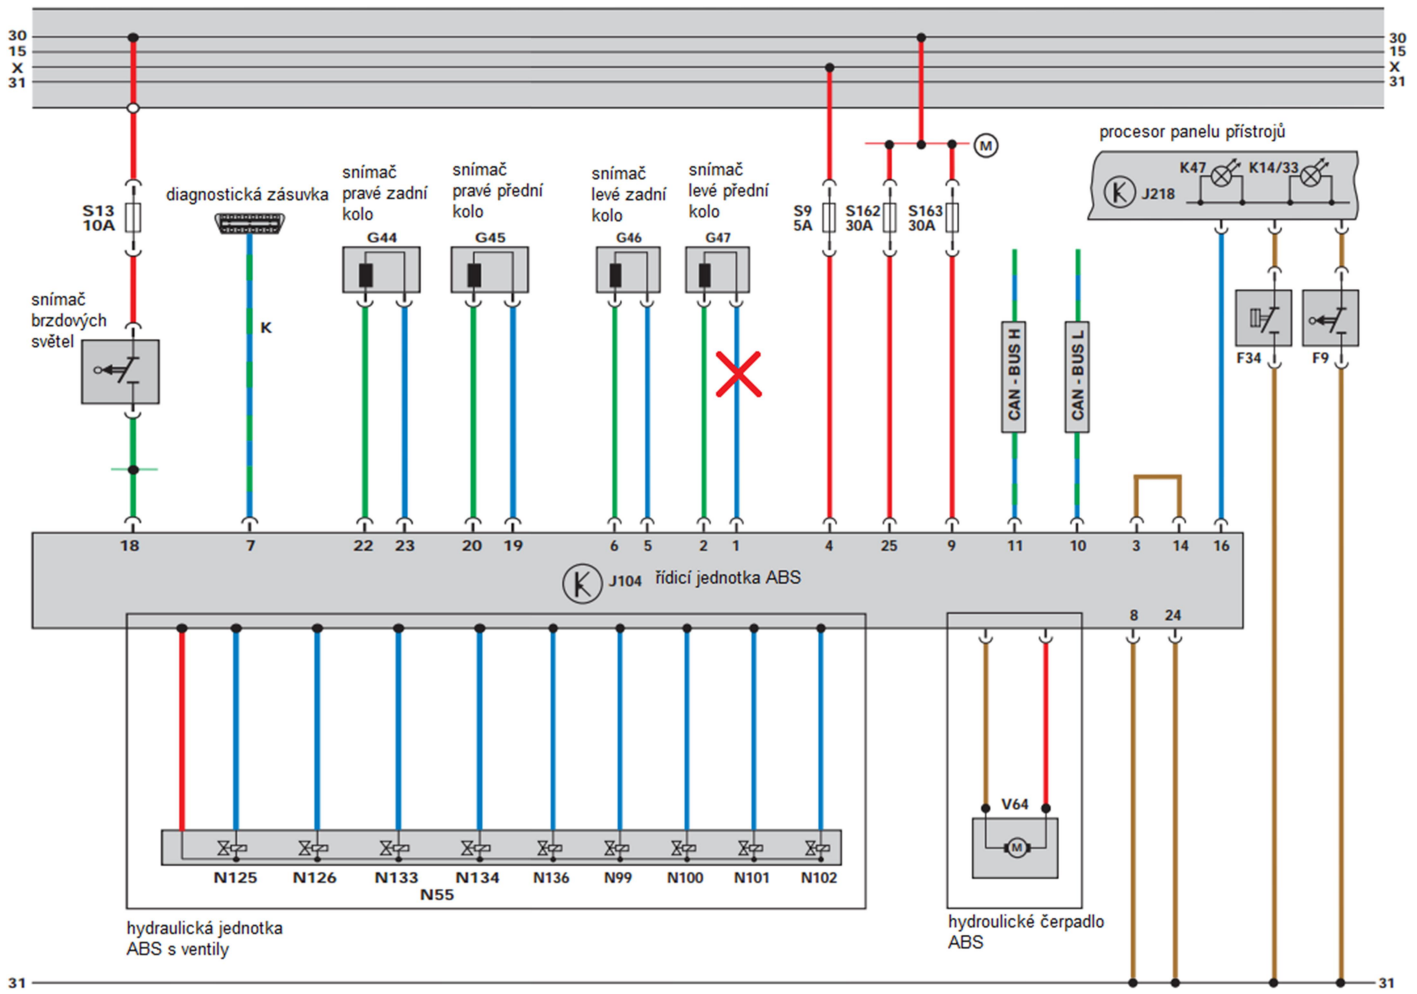 30
15
X
31
30
15
X
31
procesor panelu přístrojů
K47
K14/33
J218
M
diagnostická zásuvka
snímač
pravé zadní
kolo
G44
snímač
pravé přední
kolo
G45
snímač
levé zadní
kolo
G46
snímač
levé přední
kolo
G47
S13
10A
S9
5A
S162
30A
S163
30A
snímač
brzdových
světel
K
CAN - BUS H
CAN - BUS L
F34
F9
18
7
22
23
20
19
6
5
2
1
4
25
9
11
10
3
14
16
J104 řídicí jednotka ABS
8
24
V64
M
N125
N126
N133
N134
N136
N99
N100
N101
N102
N55
hydraulická jednotka
ABS s ventily
hydroulické čerpadlo
ABS
31
31